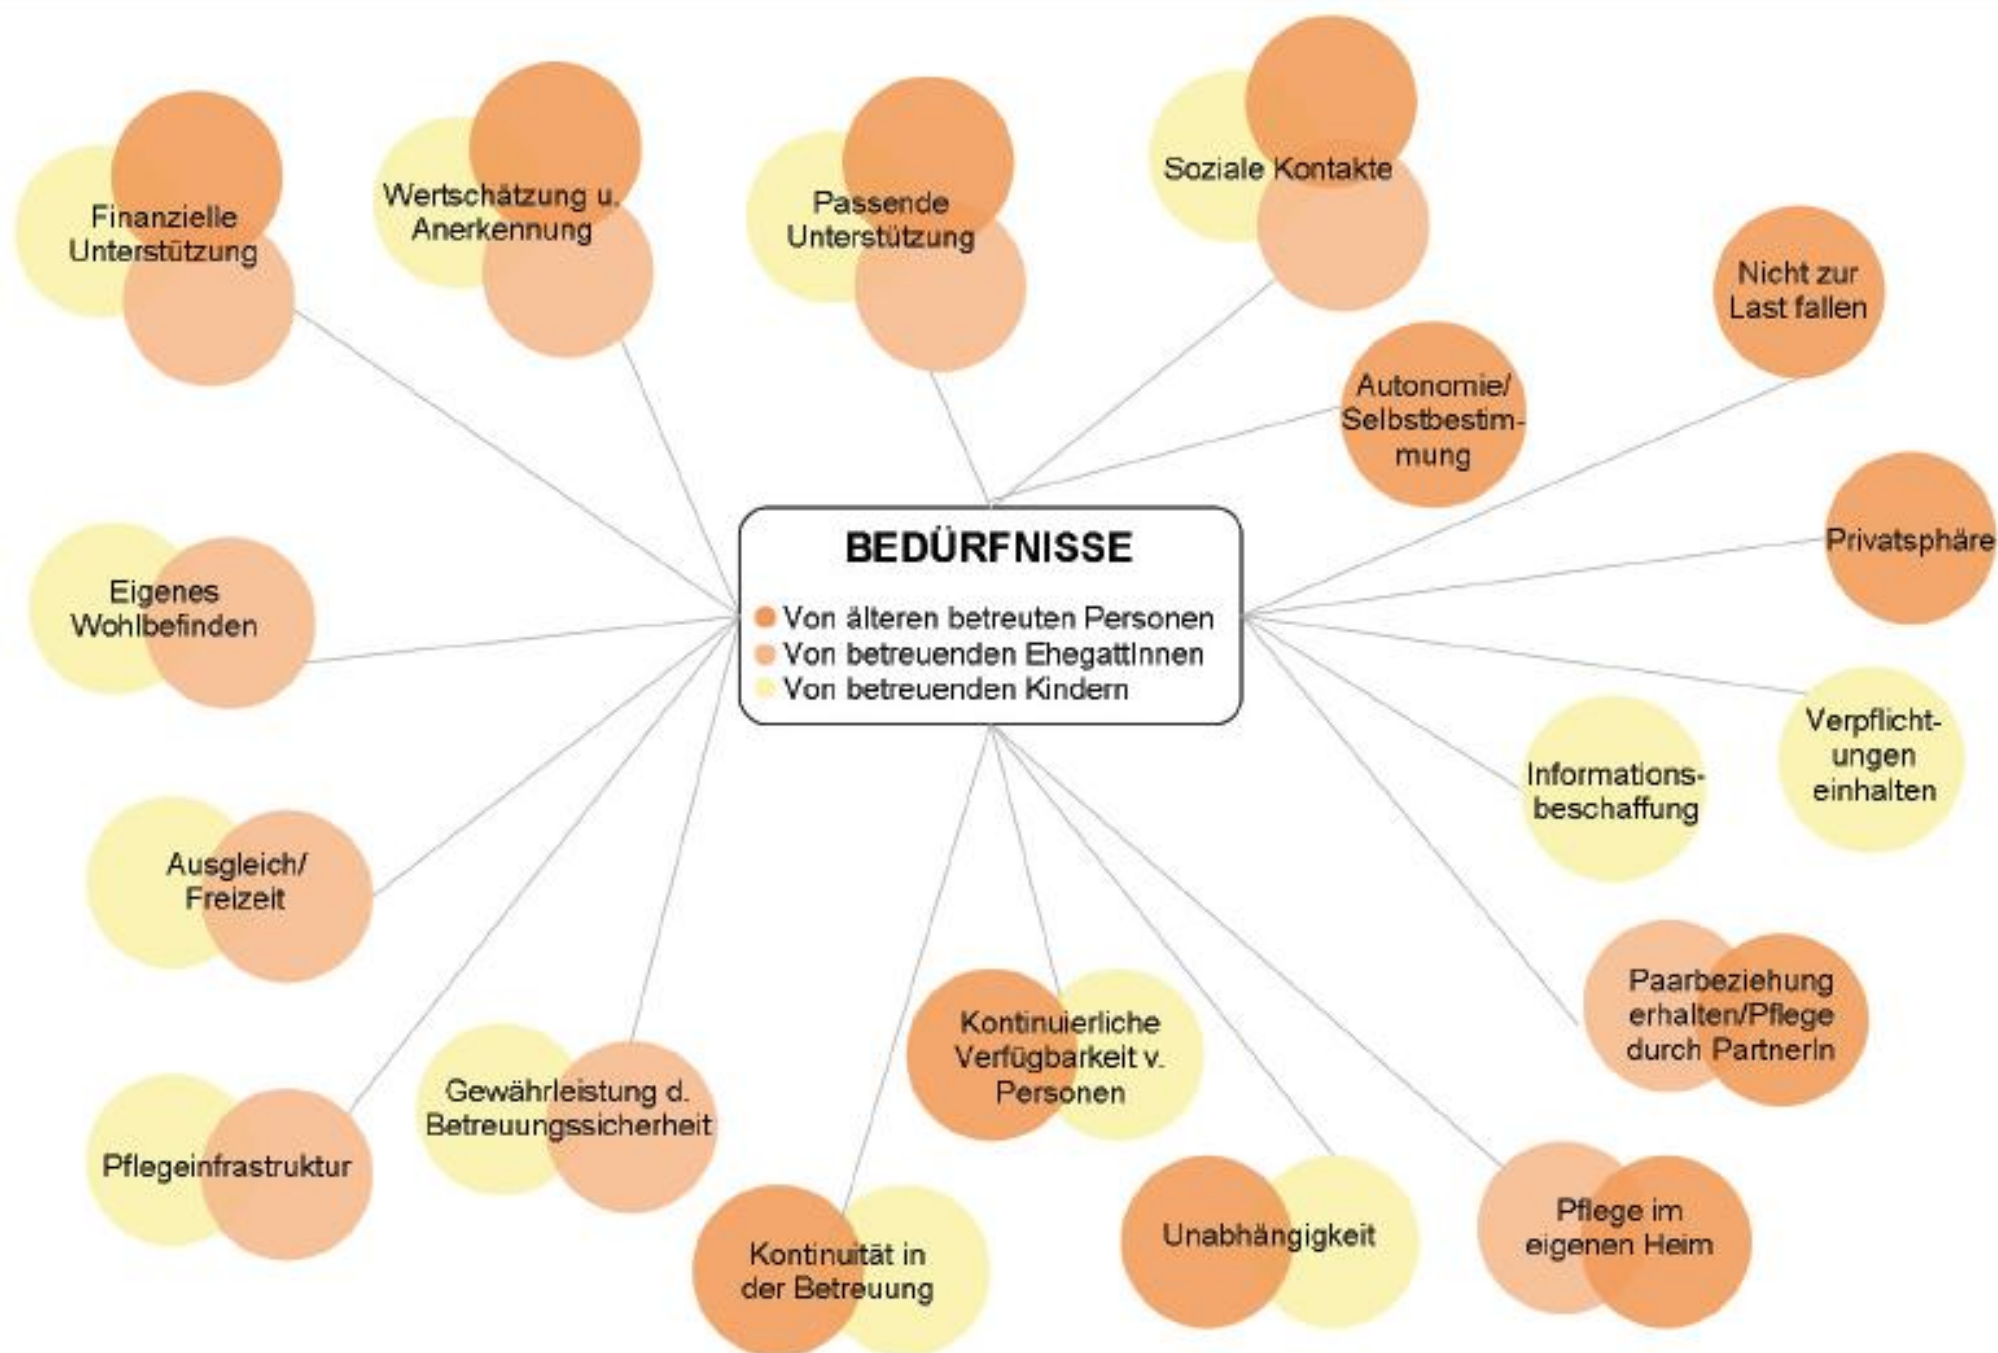 Finanzielle
Unterstützung
Wertschätzung u.
Anerkennung
Passende
Unterstützung
Soziale Kontakte
Nicht zur
Last fallen
Autonomie/
Selbstbestim-
mung
Privatsphäre
BEDÜRFNISSE
Von älteren betreuten Personen
Von betreuenden EhegattInnen
Von betreuenden Kindern
Eigenes
Wohlbefinden
Verpflicht-
ungen
einhalten
Informations-
beschaffung
Ausgleich/
Freizeit
Paarbeziehung
erhalten/Pflege
durch PartnerIn
Kontinuierliche
Verfügbarkeit v.
Personen
Gewährleistung d.
Betreuungssicherheit
Pflegeinfrastruktur
Kontinuität in
der Betreuung
Unabhängigkeit
Pflege im
eigenen Heim